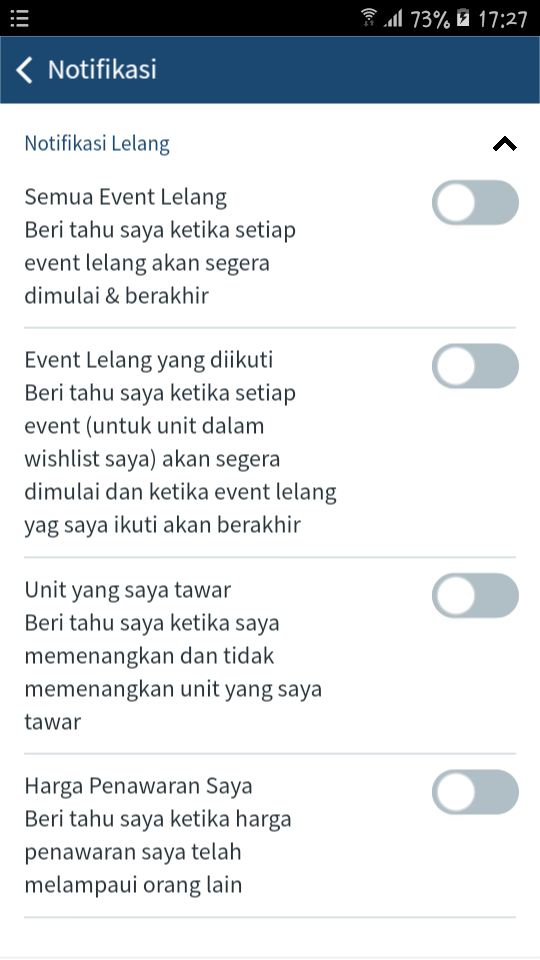 73% 17:27
Notifikasi
Notifikasi Lelang
Semua Event Lelang
Beri tahu saya ketika setiap
event lelang akan segera
dimulai & berakhir
Event Lelang yang diikuti
Beri tahu saya ketika setiap
event (untuk unit dalam
wishlist saya) akan segera
dimulai dan ketika event lelang
yag saya ikuti akan berakhir
Unit yang saya tawar
Beri tahu saya ketika saya
memenangkan dan tidak
memenangkan unit yang saya
tawar
Harga Penawaran Saya
Beri tahu saya ketika harga
penawaran saya telah
melampaui orang lain